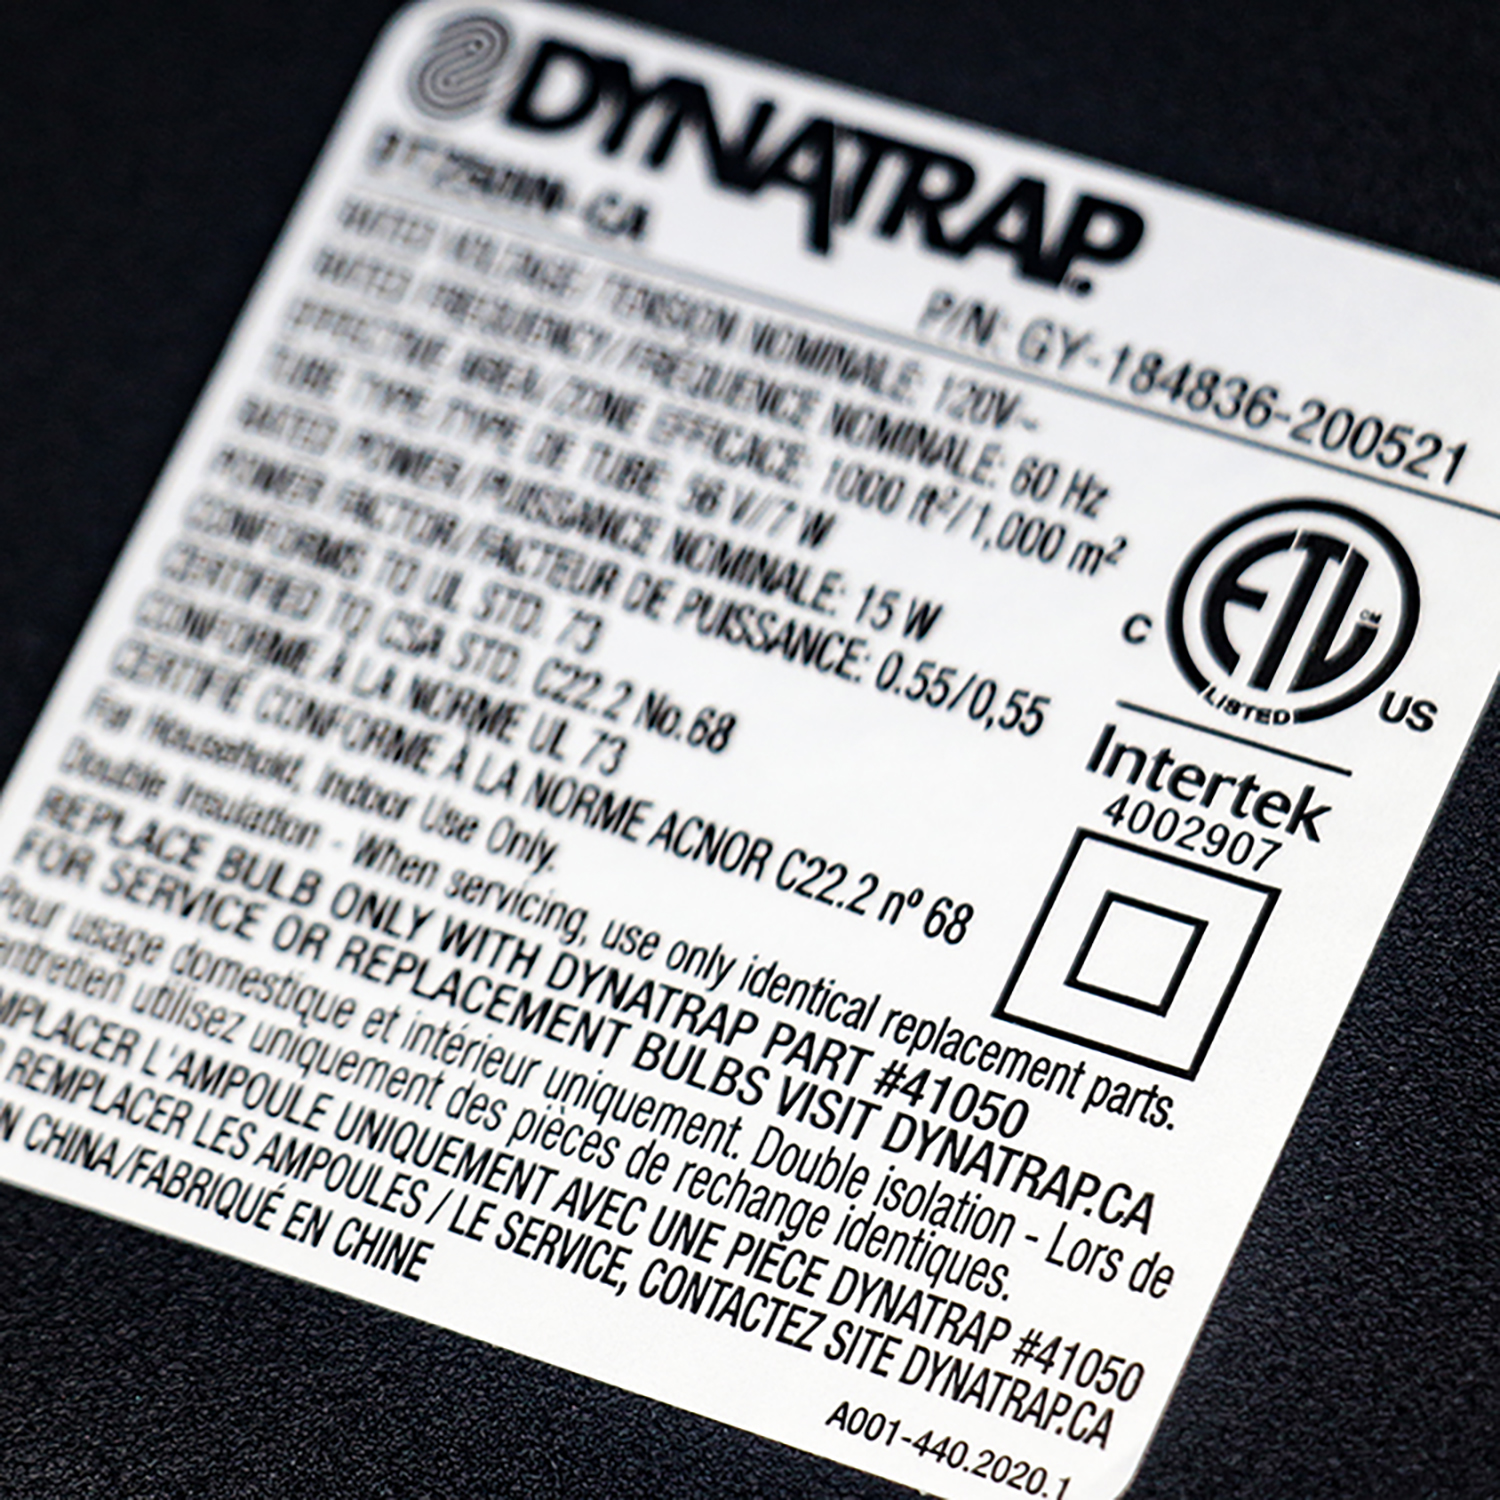 DYNATRAP
P/N: GY-184836-200521
RATED VOLTAGE/TENSION NOMINALE: 120V~
RATED FREQUENCY/FRÉQUENCE NOMINALE: 60 Hz
EFFECTIVE AREA/ZONE EFFICACE: 1000 ft²/1,000 m²
TUBE TYPE/TYPE DE TUBE: 56 V/7 W
RATED POWER/PUISSANCE NOMINALE: 15 W
POWER FACTOR/FACTEUR DE PUISSANCE: 0.55/0,55
CONFORMS TO UL STD. 73
CERTIFIED TO CSA STD. C22.2 No.68
CONFORME À LA NORME UL 73
CERTIFIÉ CONFORME À LA NORME ACNOR C22.2 nº 68
For Household, Indoor Use Only.
Double Insulation - When servicing, use only identical replacement parts.
REPLACE BULB ONLY WITH DYNATRAP PART #41050
FOR SERVICE OR REPLACEMENT BULBS VISIT DYNATRAP.CA
Pour usage domestique et intérieur uniquement. Double isolation - Lors de
entretien utilisez uniquement des pièces de rechange identiques.
MPLACER L'AMPOULE UNIQUEMENT AVEC UNE PIÈCE DYNATRAP #41050
REMPLACER LES AMPOULES / LE SERVICE, CONTACTEZ SITE DYNATRAP.CA
N CHINA/FABRIQUÉ EN CHINE
A001-440.2020.1
C ETL CM US
LISTED
Intertek
4002907